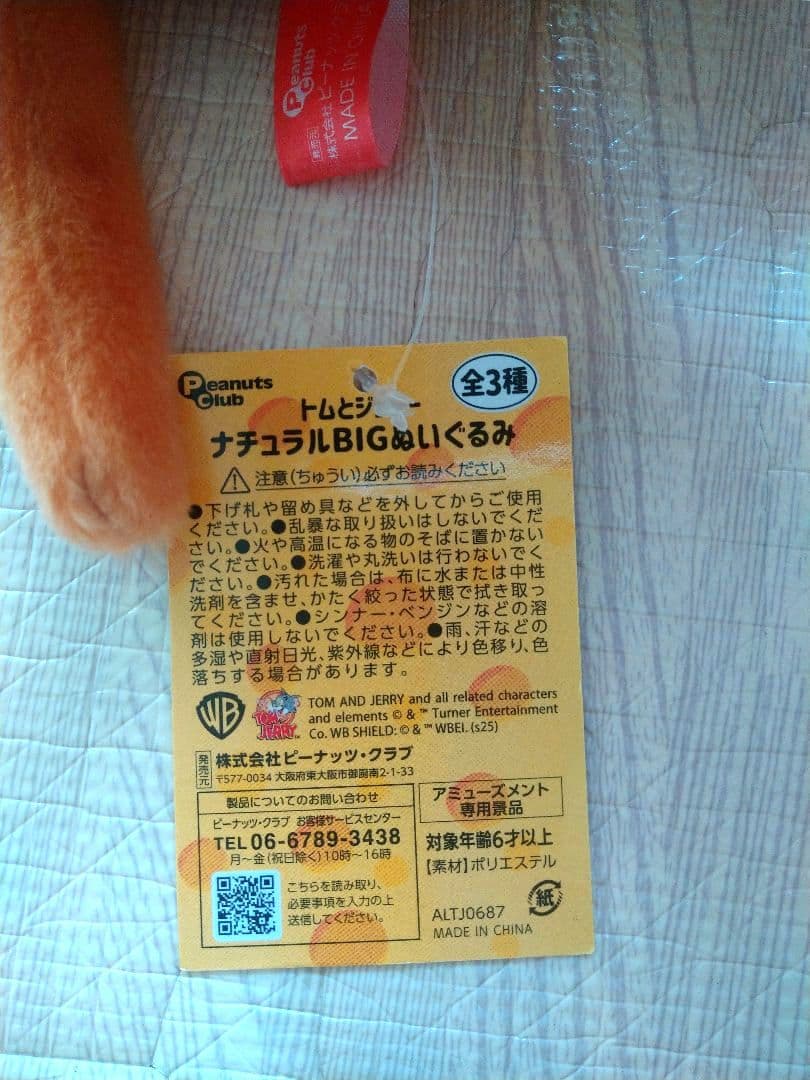 Peanuts Club
株式会社ピーナッツ・クラ
MADE IN CHINA
Peanuts
Club
全3種
トムとジ
ナチュラルBIGぬいぐるみ
注意(ちゅうい)必ずお読みください
●下げ札や留め具などを外してからご使用
ください。●乱暴な取り扱いはしないでくだ
さい。●火や高温になる物のそばに置かない
でください。●洗濯や丸洗いは行わないでく
ださい。●汚れた場合は、布に水または中性
洗剤を含ませ、かたく絞った状態で拭き取っ
てください。●シンナー・ベンジンなどの溶
剤は使用しないでください。●雨、汗などの
多湿や直射日光、紫外線などにより色移り、色
落ちする場合があります。
WB
TOM AND JERRY
TOM AND JERRY and all related characters
and elements © & ™ Turner Entertainment
Co. WB SHIELD: © & ™ WBEI. (s25)
発売元
株式会社ピーナッツ・クラブ
〒577-0034 大阪府東大阪市御厨南2-1-33
製品についてのお問い合わせ
ピーナッツ・クラブ お客様サービスセンター
TEL 06-6789-3438
月～金(祝日除く)10時～16時
こちらを読み取り、
必要事項を入力の上
送信してください。
アミューズメント
専用景品
対象年齢6才以上
【素材】ポリエステル
紙
ALTJ0687
MADE IN CHINA